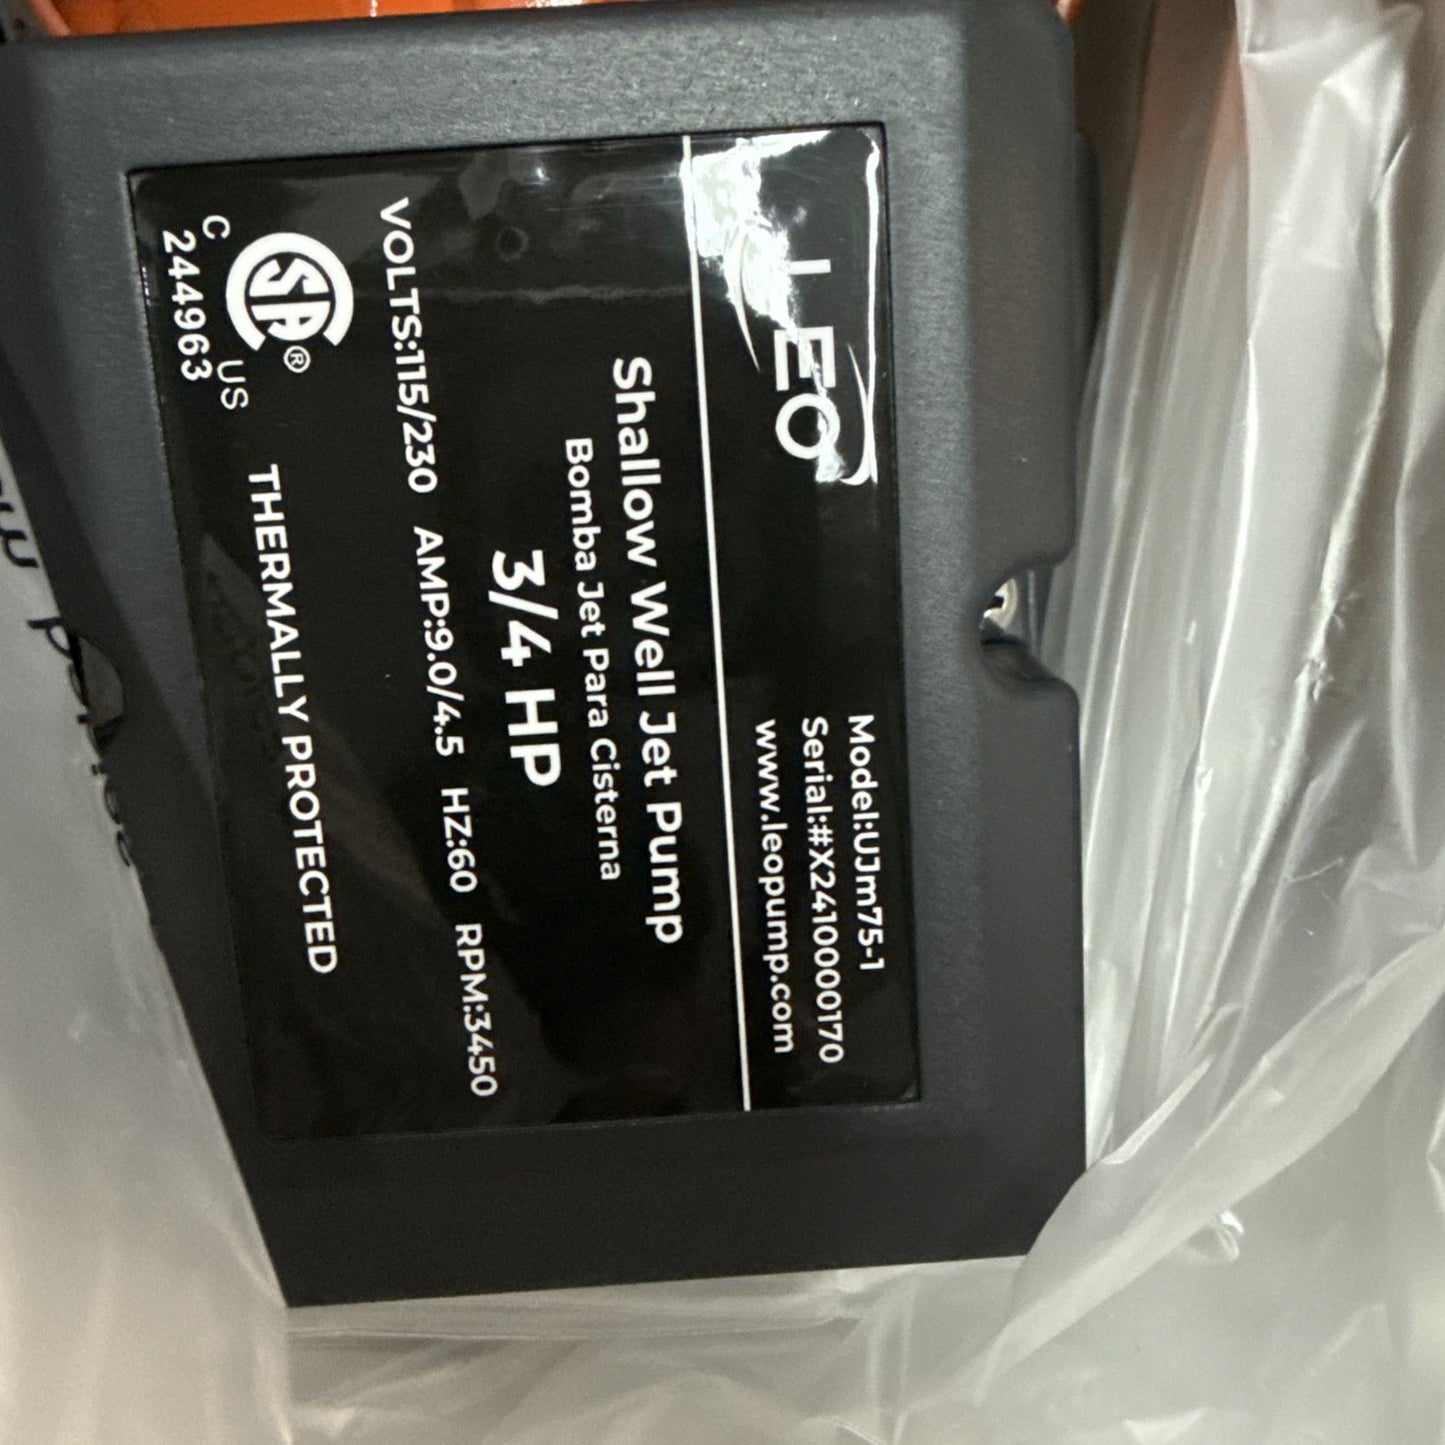 LEO
Model:UJm75-1
Serial:#X2410000170
www.leopump.com
Shallow Well Jet Pump
Bomba Jet Para Cisterna
3/4 HP
VOLTS:115/230 AMP:9.0/4.5 HZ:60 RPM:3450
SA®
C US
244963
THERMALLY PROTECTED